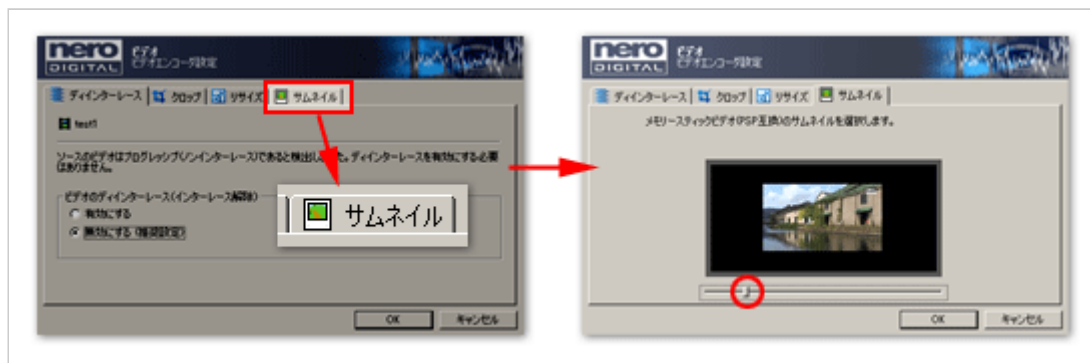 nero
DIGITAL
ビデオ
ビデオエンコーダ設定
ディインターレース
クロップ
リサイズ
サムネイル
test1
ソースのビデオはプログレッシブ(ノンインターレース)であると検出しました。ディインターレースを有効にする必要
はありません。
ビデオのディインターレース(インターレース解除)
有効にする
無効にする (推奨設定)
サムネイル
OK
キャンセル
nero
DIGITAL
ビデオ
ビデオエンコーダ設定
ディインターレース
クロップ
リサイズ
サムネイル
メモリースティックビデオ(PSP互換)のサムネイルを選択します。
OK
キャンセル